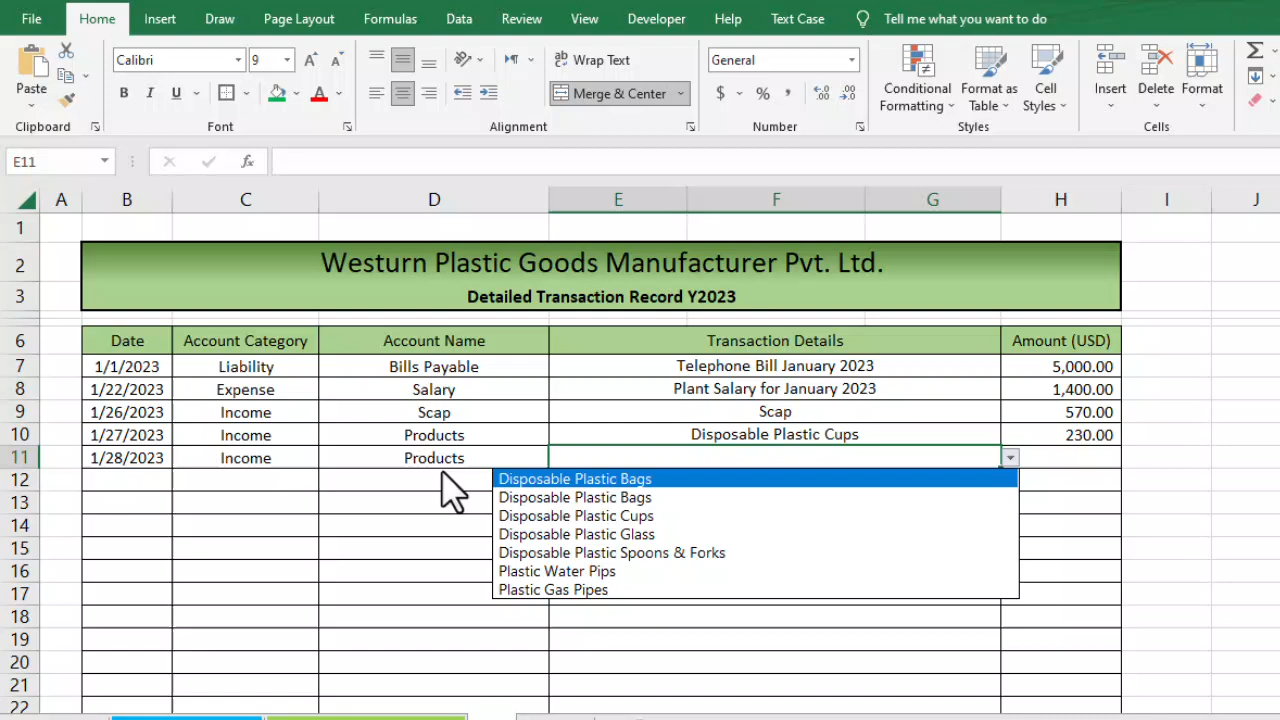 File Home Insert Draw Page Layout Formulas Data Review View Developer Help Text Case Tell me what you want to do
Calibri 9 A A ab Wrap Text General
Paste B I U A Merge & Center $ % , Conditional Formatting Format as Table Cell Styles Insert Delete Format
Clipboard Font Alignment Number Styles Cells
E11 fx
A B C D E F G H I J
1
2 Westurn Plastic Goods Manufacturer Pvt. Ltd.
3 Detailed Transaction Record Y2023
6 Date Account Category Account Name Transaction Details Amount (USD)
7 1/1/2023 Liability Bills Payable Telephone Bill January 2023 5,000.00
8 1/22/2023 Expense Salary Plant Salary for January 2023 1,400.00
9 1/26/2023 Income Scap Scap 570.00
10 1/27/2023 Income Products Disposable Plastic Cups 230.00
11 1/28/2023 Income Products
12 Disposable Plastic Bags
Disposable Plastic Bags
13
Disposable Plastic Cups
14
Disposable Plastic Glass
15 Disposable Plastic Spoons & Forks
16 Plastic Water Pips
17 Plastic Gas Pipes
18
19
20
21
22